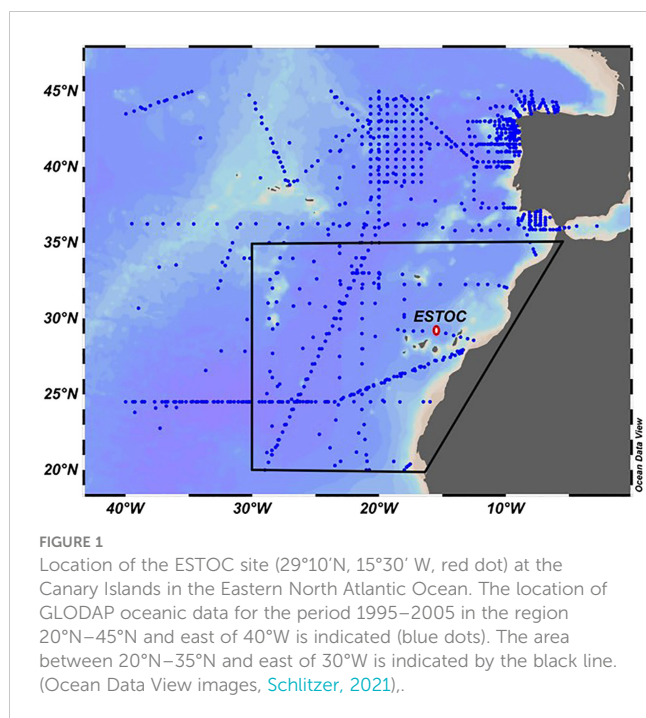 45°N
40°N
35°N
30°N
25°N
20°N
ESTOC
40°W
30°W
20°W
10°W
Ocean Data View
FIGURE 1
Location of the ESTOC site (29°10’N, 15°30’ W, red dot) at the
Canary Islands in the Eastern North Atlantic Ocean. The location of
GLODAP oceanic data for the period 1995–2005 in the region
20°N–45°N and east of 40°W is indicated (blue dots). The area
between 20°N–35°N and east of 30°W is indicated by the black line.
(Ocean Data View images, Schlitzer, 2021),.